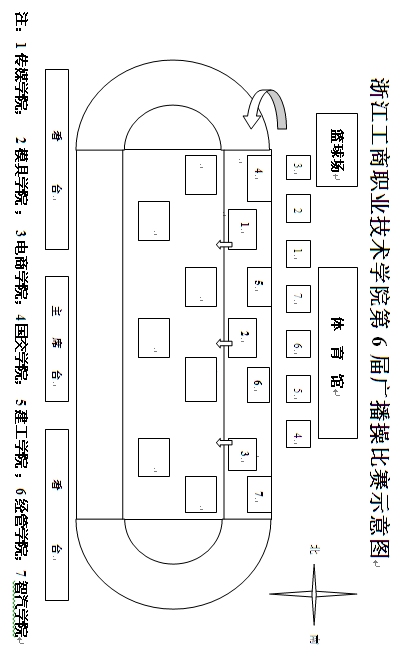 浙江工商职业技术学院第 6 届广播操比赛示意图
篮球场
体 育 馆
北
南
3 2 1 7 6 5 4
4 5 6 7
1 2 3
看 台
主 席 台
看 台
注：1 传媒学院； 2 模具学院； 3 电商学院；4 国交学院； 5 建工学院；6 经管学院；7 智汽学院